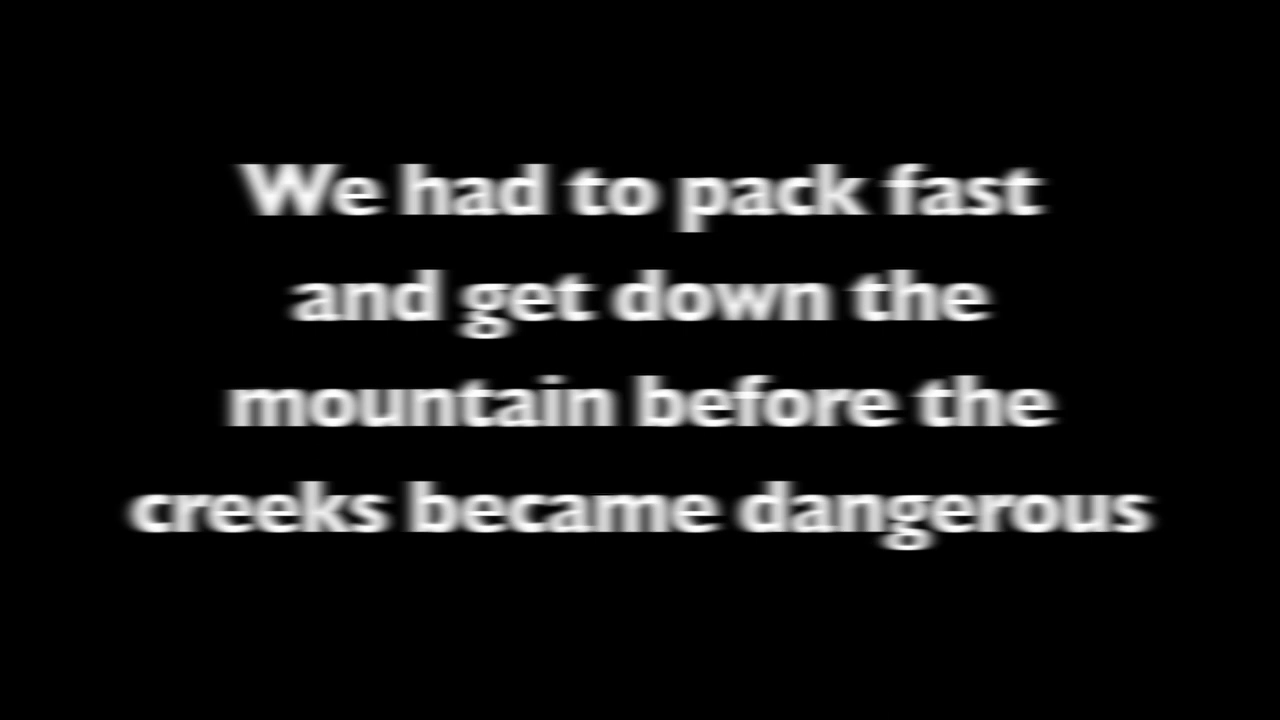 We had to pack fast
and get down the
mountain before the
creeks became dangerous